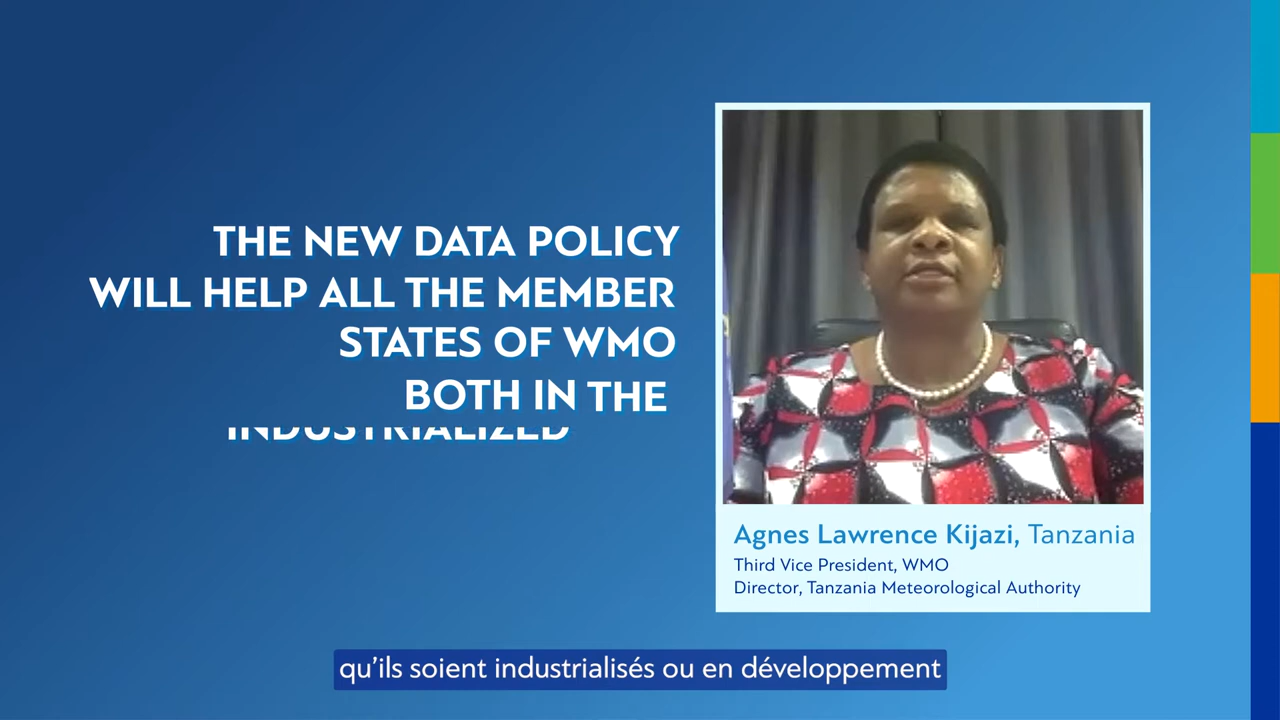 THE NEW DATA POLICY
WILL HELP ALL THE MEMBER
STATES OF WMO
BOTH IN THE
INDUSTRIALIZED
Agnes Lawrence Kijazi, Tanzania
Third Vice President, WMO
Director, Tanzania Meteorological Authority
qu'ils soient industrialisés ou en développement